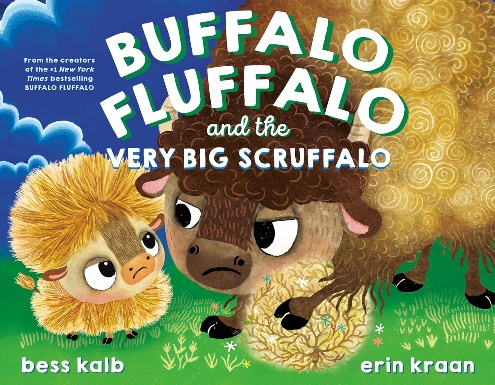 BUFFALO
FLUFFALO
and the
VERY BIG SCRUFFALO
From the creators
of the #1 New York
Times bestselling
BUFFALO FLUFFALO
bess kalb
erin kraan